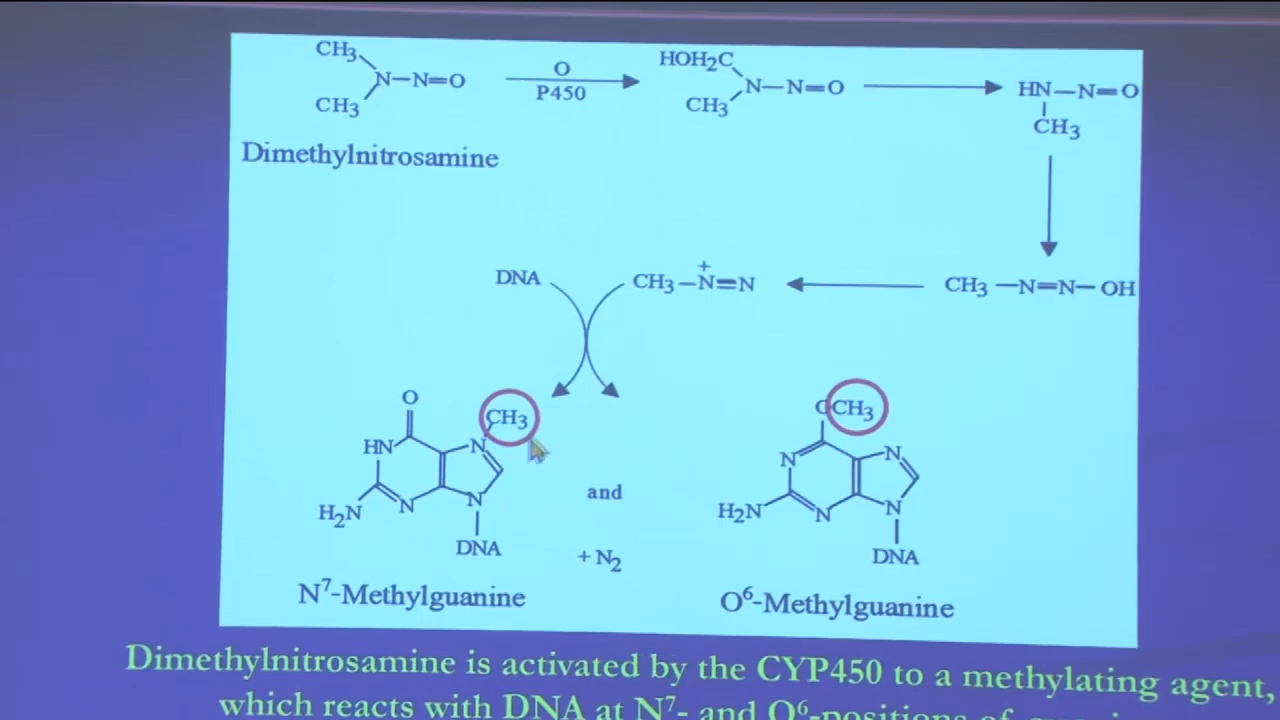 CH3
N—N=O
CH3
Dimethylnitrosamine
O
P450
HOH2C
N—N=O
CH3
HN—N=O
CH3
CH3 —N=N— OH
+
CH3—N=N
DNA
O
CH3
HN
N
H2N
N
N
DNA
N7-Methylguanine
and
+ N2
OCH3
N
N
H2N
N
N
DNA
O6-Methylguanine
Dimethylnitrosamine is activated by the CYP450 to a methylating agent,
which reacts with DNA at N7- and O6-positions of